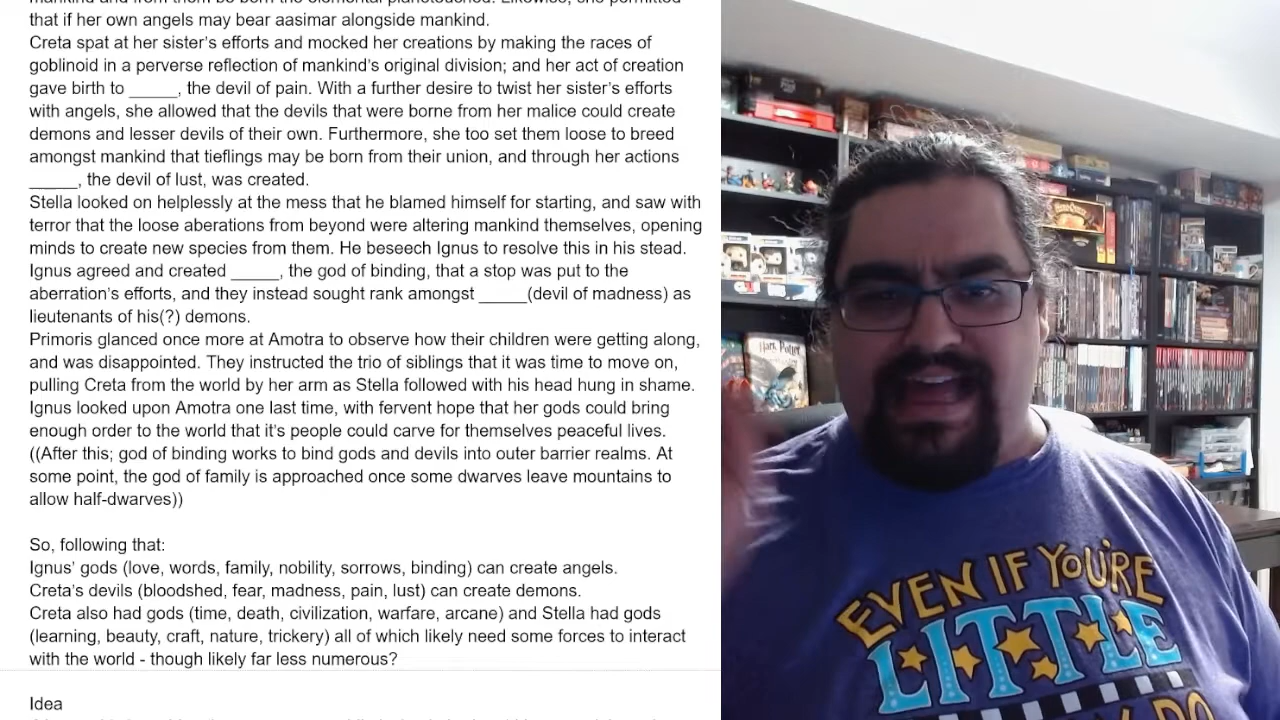 mankind and from them be born the elemental planetouched. Likewise, she permitted
that if her own angels may bear aasimar alongside mankind.
Creta spat at her sister's efforts and mocked her creations by making the races of
goblinoid in a perverse reflection of mankind's original division; and her act of creation
gave birth to _____, the devil of pain. With a further desire to twist her sister's efforts
with angels, she allowed that the devils that were borne from her malice could create
demons and lesser devils of their own. Furthermore, she too set them loose to breed
amongst mankind that tieflings may be born from their union, and through her actions
_____, the devil of lust, was created.
Stella looked on helplessly at the mess that he blamed himself for starting, and saw with
terror that the loose aberations from beyond were altering mankind themselves, opening
minds to create new species from them. He beseech Ignus to resolve this in his stead.
Ignus agreed and created _____, the god of binding, that a stop was put to the
aberration's efforts, and they instead sought rank amongst _____(devil of madness) as
lieutenants of his(?) demons.
Primoris glanced once more at Amotra to observe how their children were getting along,
and was disappointed. They instructed the trio of siblings that it was time to move on,
pulling Creta from the world by her arm as Stella followed with his head hung in shame.
Ignus looked upon Amotra one last time, with fervent hope that her gods could bring
enough order to the world that it's people could carve for themselves peaceful lives.
((After this; god of binding works to bind gods and devils into outer barrier realms. At
some point, the god of family is approached once some dwarves leave mountains to
allow half-dwarves))
So, following that:
Ignus' gods (love, words, family, nobility, sorrows, binding) can create angels.
Creta's devils (bloodshed, fear, madness, pain, lust) can create demons.
Creta also had gods (time, death, civilization, warfare, arcane) and Stella had gods
(learning, beauty, craft, nature, trickery) all of which likely need some forces to interact
with the world - though likely far less numerous?
Idea
Harry Potter
EVEN IF YOU'RE
LITTLE
DO